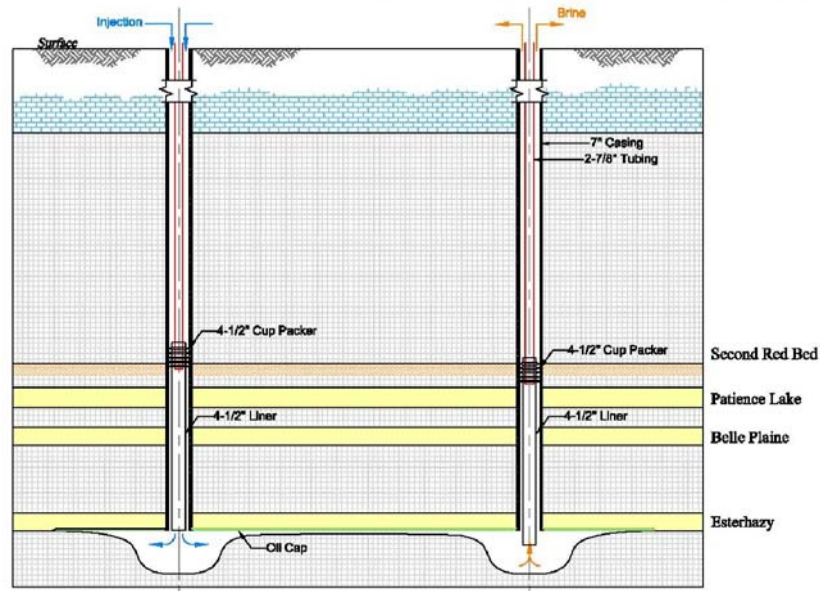 Injection
Brine
Surface
7" Casing
2-7/8" Tubing
4-1/2" Cup Packer
4-1/2" Cup Packer
Second Red Bed
Patience Lake
4-1/2" Liner
4-1/2" Liner
Belle Plaine
Esterhazy
Oil Cap